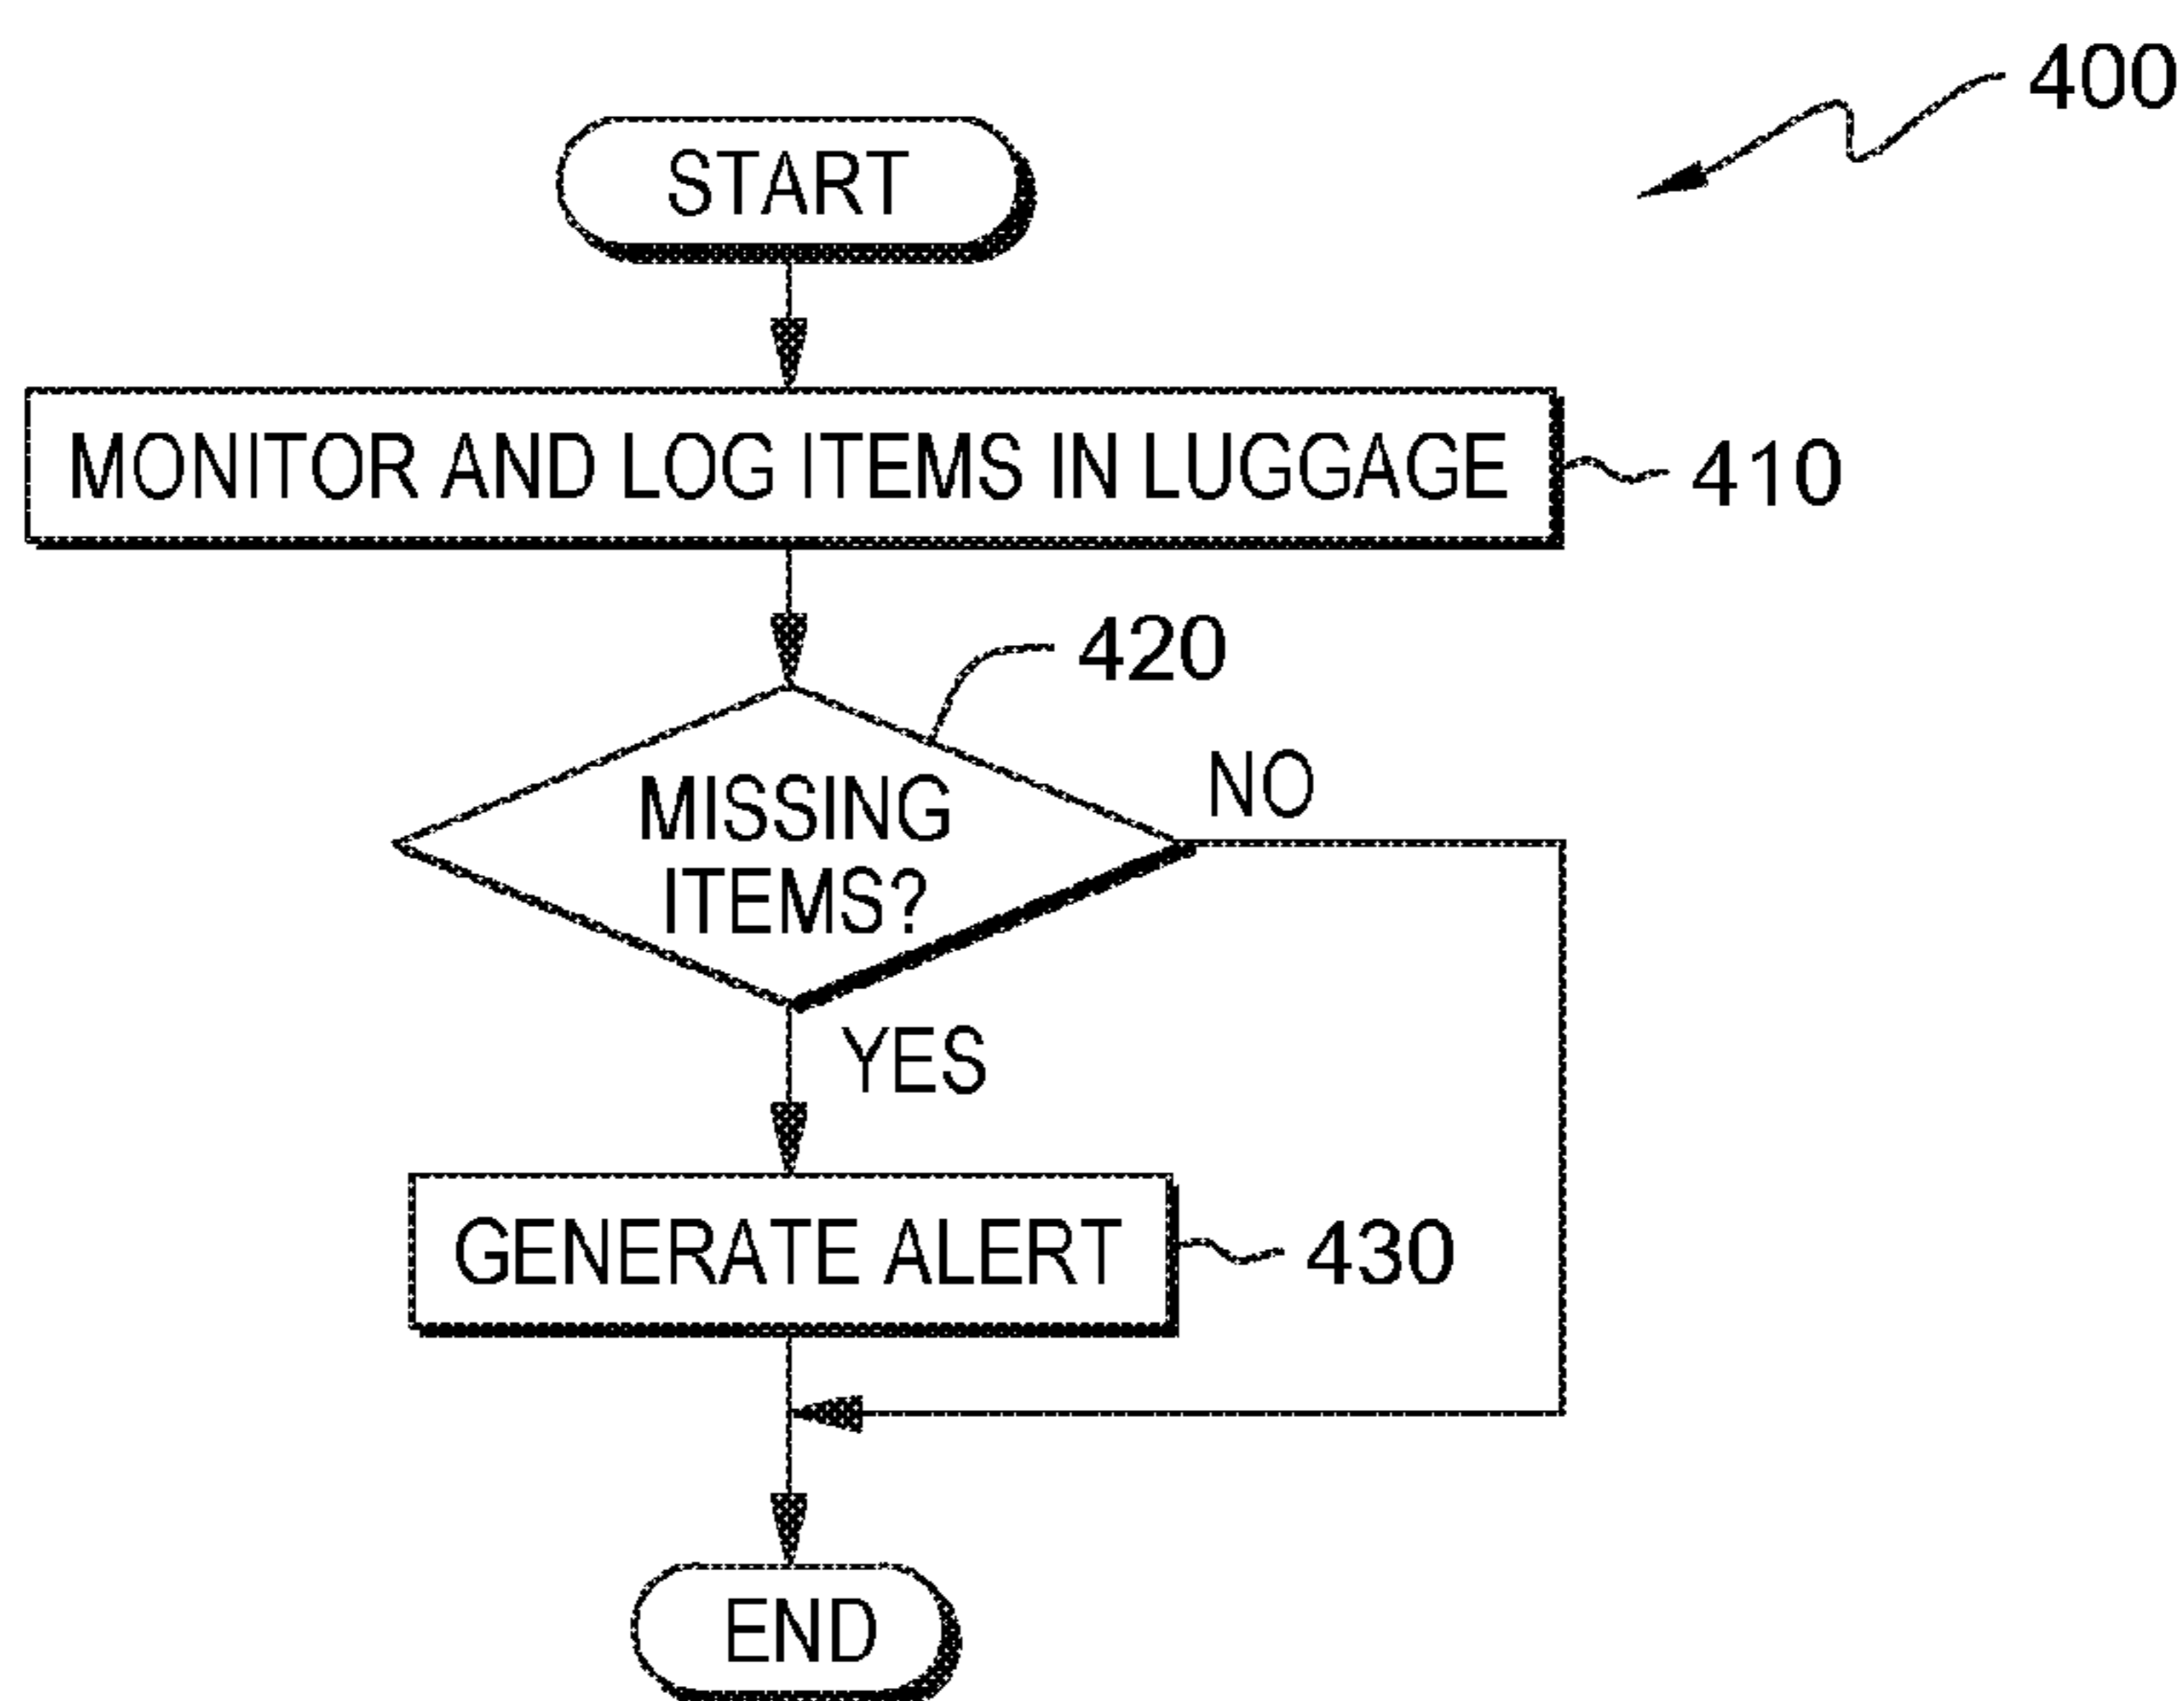 400
START
MONITOR AND LOG ITEMS IN LUGGAGE
410
420
MISSING
ITEMS?
NO
YES
GENERATE ALERT
430
END